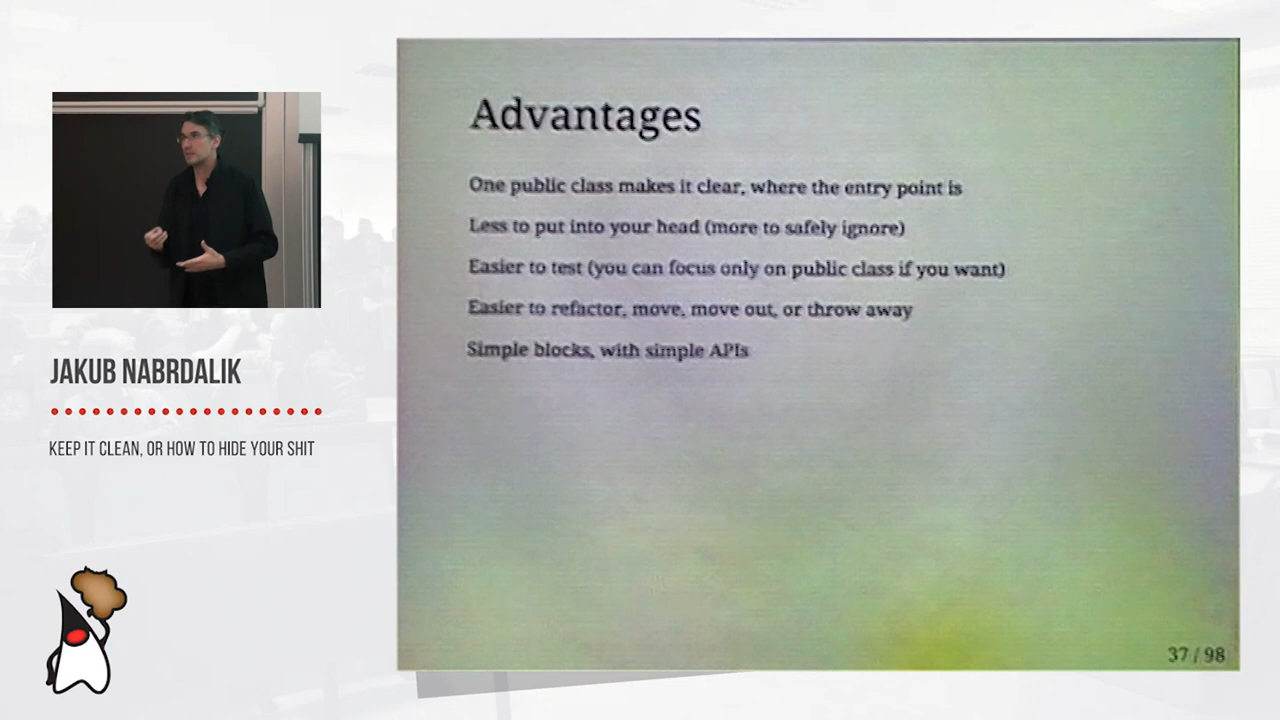 Advantages
One public class makes it clear, where the entry point is
Less to put into your head (more to safely ignore)
Easier to test (you can focus only on public class if you want)
Easier to refactor, move, move out, or throw away
Simple blocks, with simple APIs
37 / 98
JAKUB NABRDALIK
KEEP IT CLEAN, OR HOW TO HIDE YOUR SHIT